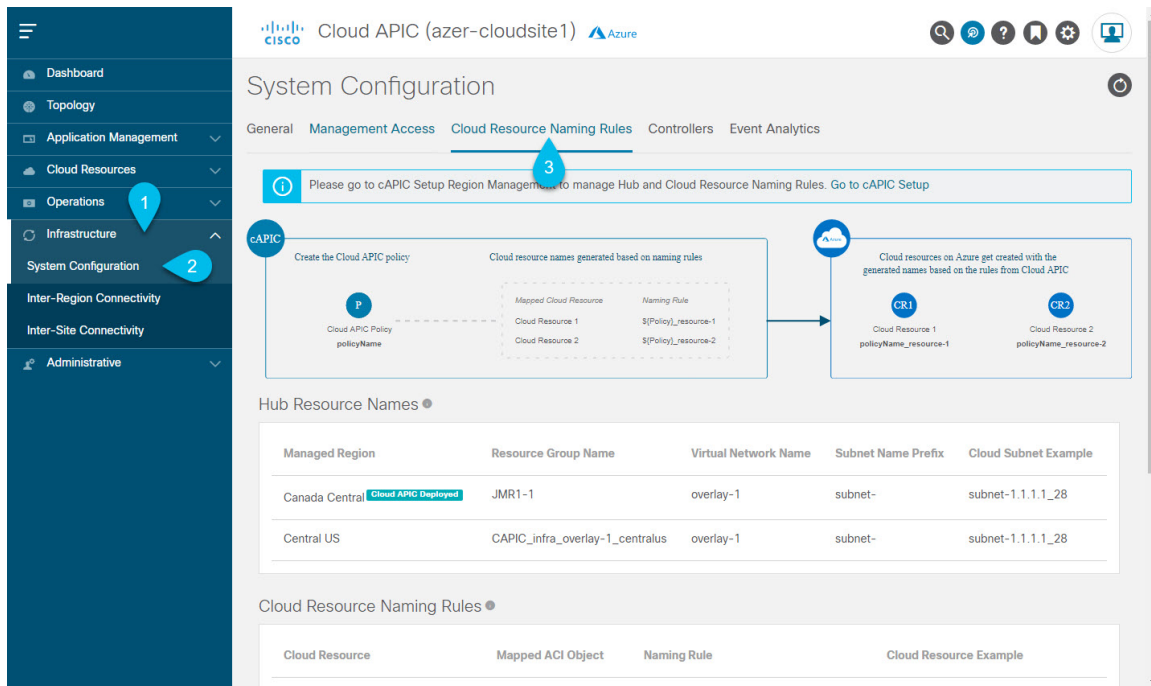 CISCO
Cloud APIC (azer-cloudsite1) Azure
Dashboard
Topology
Application Management
Cloud Resources
Operations
1
Infrastructure
System Configuration
2
Inter-Region Connectivity
Inter-Site Connectivity
Administrative
System Configuration
General Management Access Cloud Resource Naming Rules Controllers Event Analytics
3
Please go to cAPIC Setup Region Management to manage Hub and Cloud Resource Naming Rules. Go to cAPIC Setup
cAPIC
Create the Cloud APIC policy
P
Cloud APIC Policy
policyName
Cloud resource names generated based on naming rules
Mapped Cloud Resource Naming Rule
Cloud Resource 1 ${Policy}_resource-1
Cloud Resource 2 ${Policy}_resource-2
Azure
Cloud resources on Azure get created with the
generated names based on the rules from Cloud APIC
CR1 CR2
Cloud Resource 1 Cloud Resource 2
policyName_resource-1 policyName_resource-2
Hub Resource Names
Managed Region Resource Group Name Virtual Network Name Subnet Name Prefix Cloud Subnet Example
Canada Central Cloud APIC Deployed JMR1-1 overlay-1 subnet- subnet-1.1.1.1_28
Central US CAPIC_infra_overlay-1_centralus overlay-1 subnet- subnet-1.1.1.1_28
Cloud Resource Naming Rules
Cloud Resource Mapped ACI Object Naming Rule Cloud Resource Example